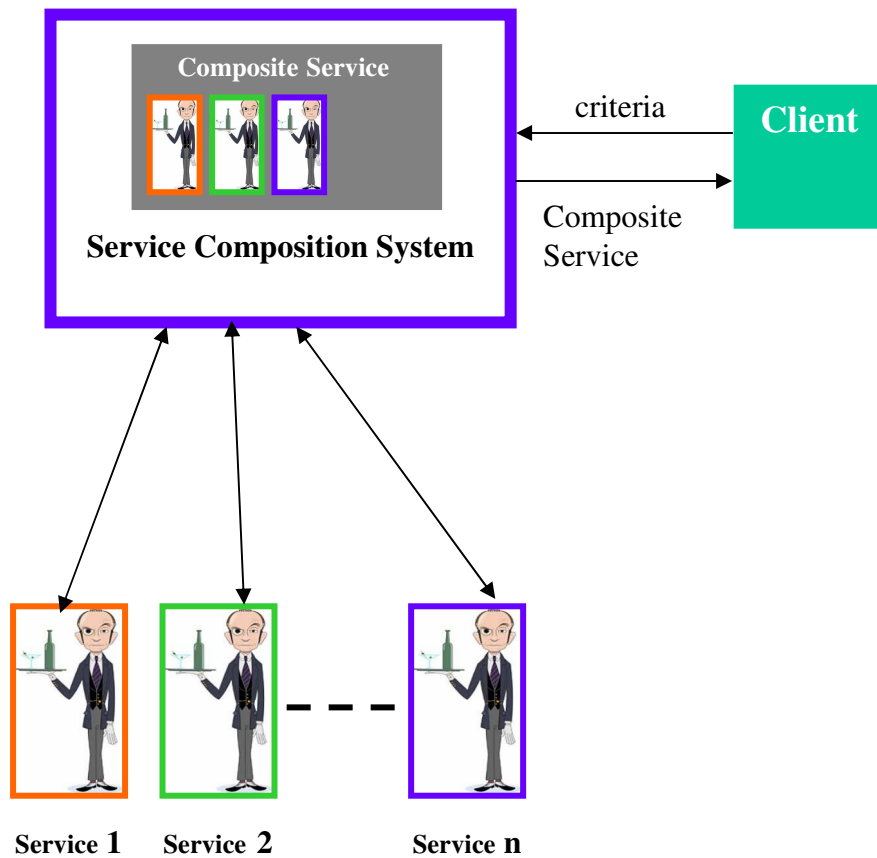 Composite Service
criteria
Client
Composite
Service
Service Composition System
Service 1
Service 2
Service n